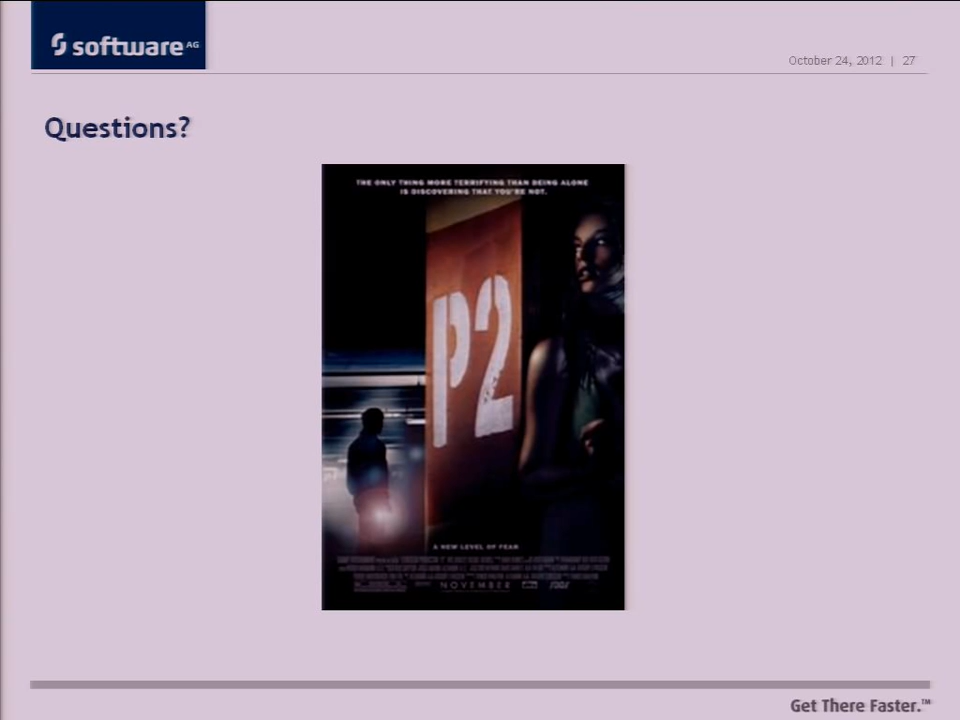 software AG
October 24, 2012 | 27
Questions?
THE ONLY THING MORE TERRIFYING THAN BEING ALONE
IS DISCOVERING THAT YOU'RE NOT.
P2
A NEW LEVEL OF FEAR
NOVEMBER
Get There Faster.™